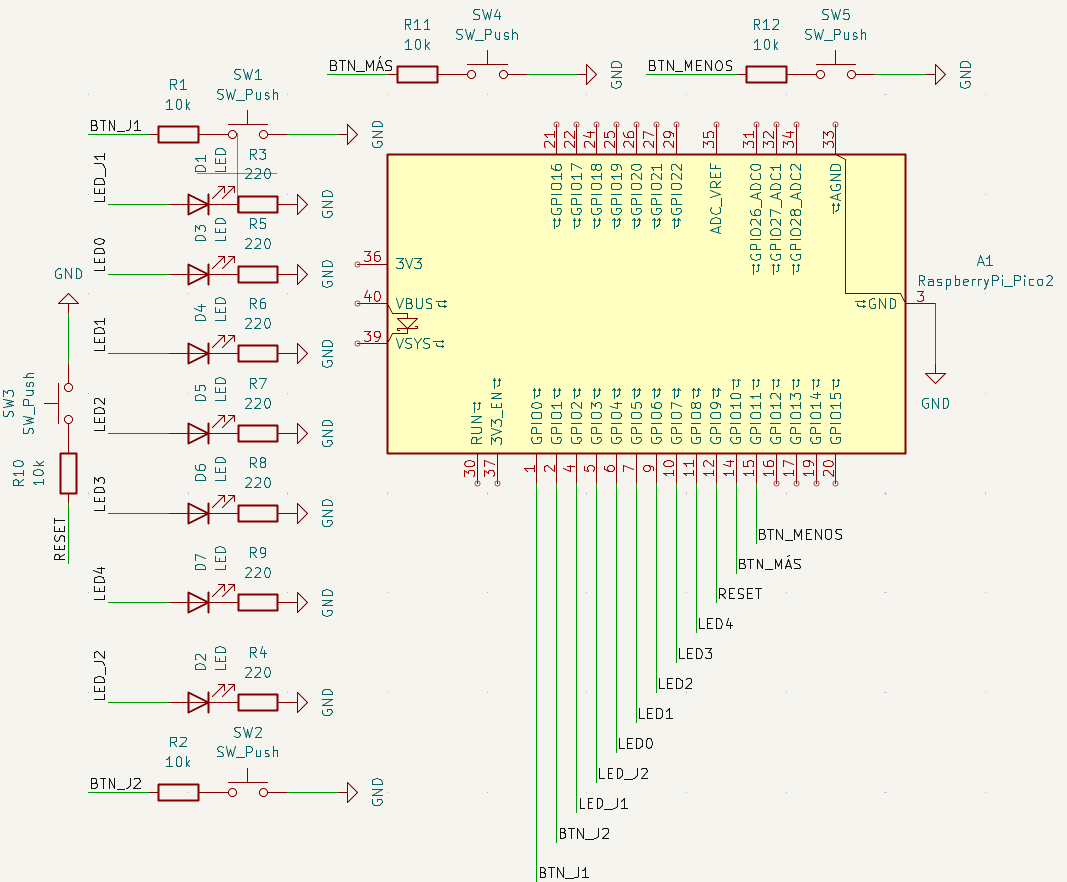 R11
10k
SW4
SW_Push
BTN_MÁS
GND
R12
10k
SW5
SW_Push
BTN_MENOS
GND
R1
10k
SW1
SW_Push
BTN_J1
GND
LED_J1
D1
LED
R3
220
GND
LED0
D3
LED
R5
220
GND
LED1
D4
LED
R6
220
GND
LED2
D5
LED
R7
220
GND
LED3
D6
LED
R8
220
GND
LED4
D7
LED
R9
220
GND
LED_J2
D2
LED
R4
220
GND
R2
10k
SW2
SW_Push
BTN_J2
GND
GND
SW3
SW_Push
R10
10k
RESET
A1
RaspberryPi_Pico2
21
22
24
25
26
27
29
35
31
32
34
33
GPIO16
GPIO17
GPIO18
GPIO19
GPIO20
GPIO21
GPIO22
ADC_VREF
GPIO26_ADC0
GPIO27_ADC1
GPIO28_ADC2
AGND
36
3V3
40
VBUS
39
VSYS
GND
3
GND
RUN
3V3_EN
GPIO0
GPIO1
GPIO2
GPIO3
GPIO4
GPIO5
GPIO6
GPIO7
GPIO8
GPIO9
GPIO10
GPIO11
GPIO12
GPIO13
GPIO14
GPIO15
30
37
1
2
4
5
6
7
9
10
11
12
14
15
16
17
19
20
BTN_MENOS
BTN_MÁS
RESET
LED4
LED3
LED2
LED1
LED0
LED_J2
LED_J1
BTN_J2
BTN_J1